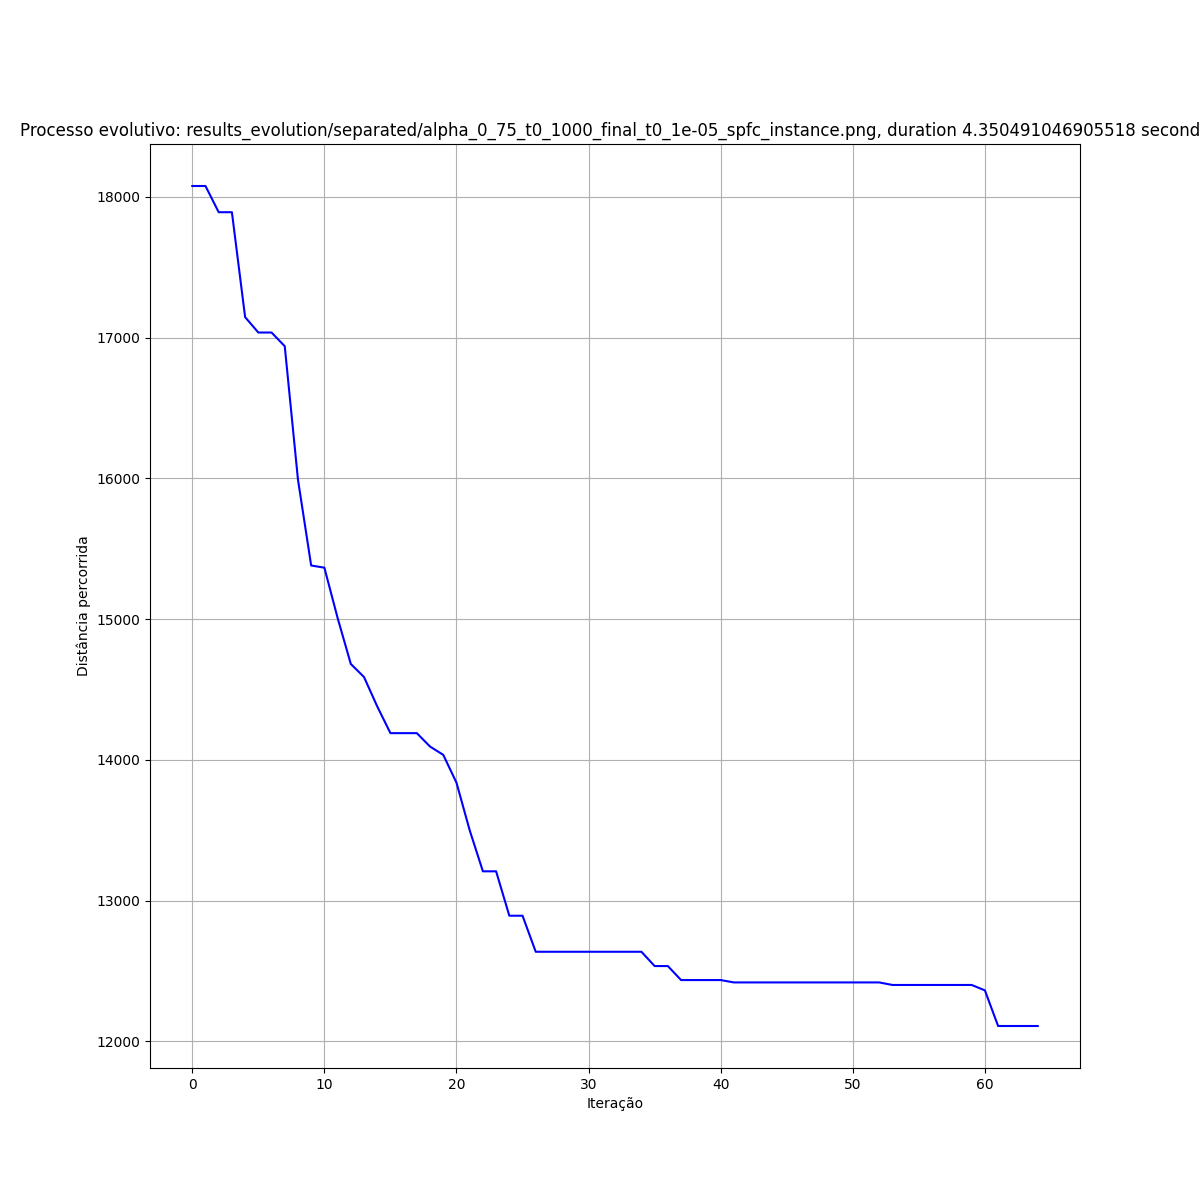 Processo evolutivo: results_evolution/separated/alpha_0_75_t0_1000_final_t0_1e-05_spfc_instance.png, duration 4.350491046905518 second
18000
17000
16000
15000
14000
13000
12000
Distância percorrida
0 10 20 30 40 50 60
Iteração